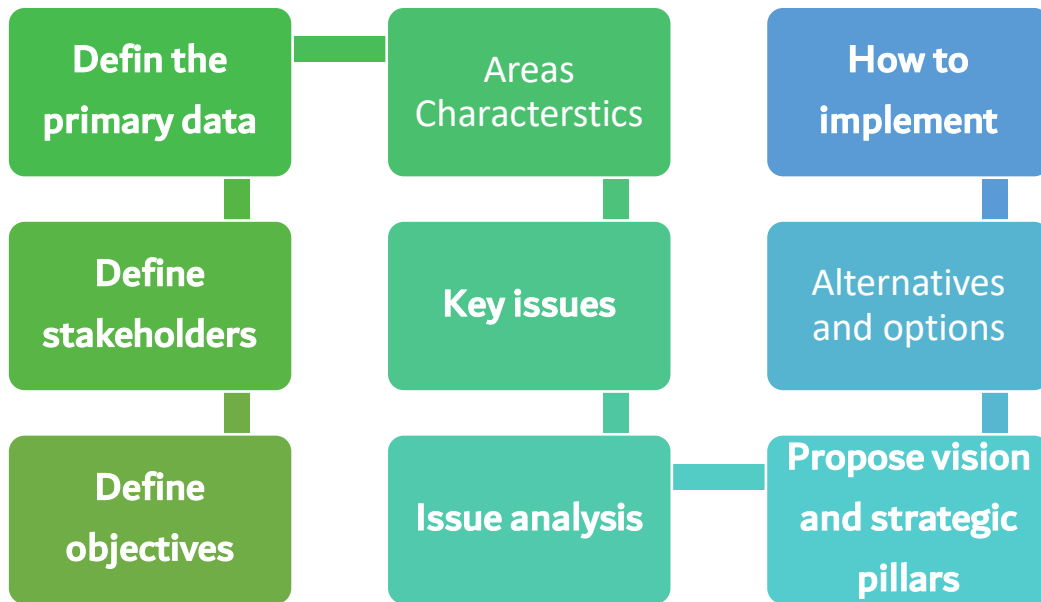 Define
objectives
Define
stakeholders
Defin the
primary data
Areas
Characterstics
Key issues
Issue analysis
Propose vision
and strategic
pillars
Alternatives
and options
How to
implement